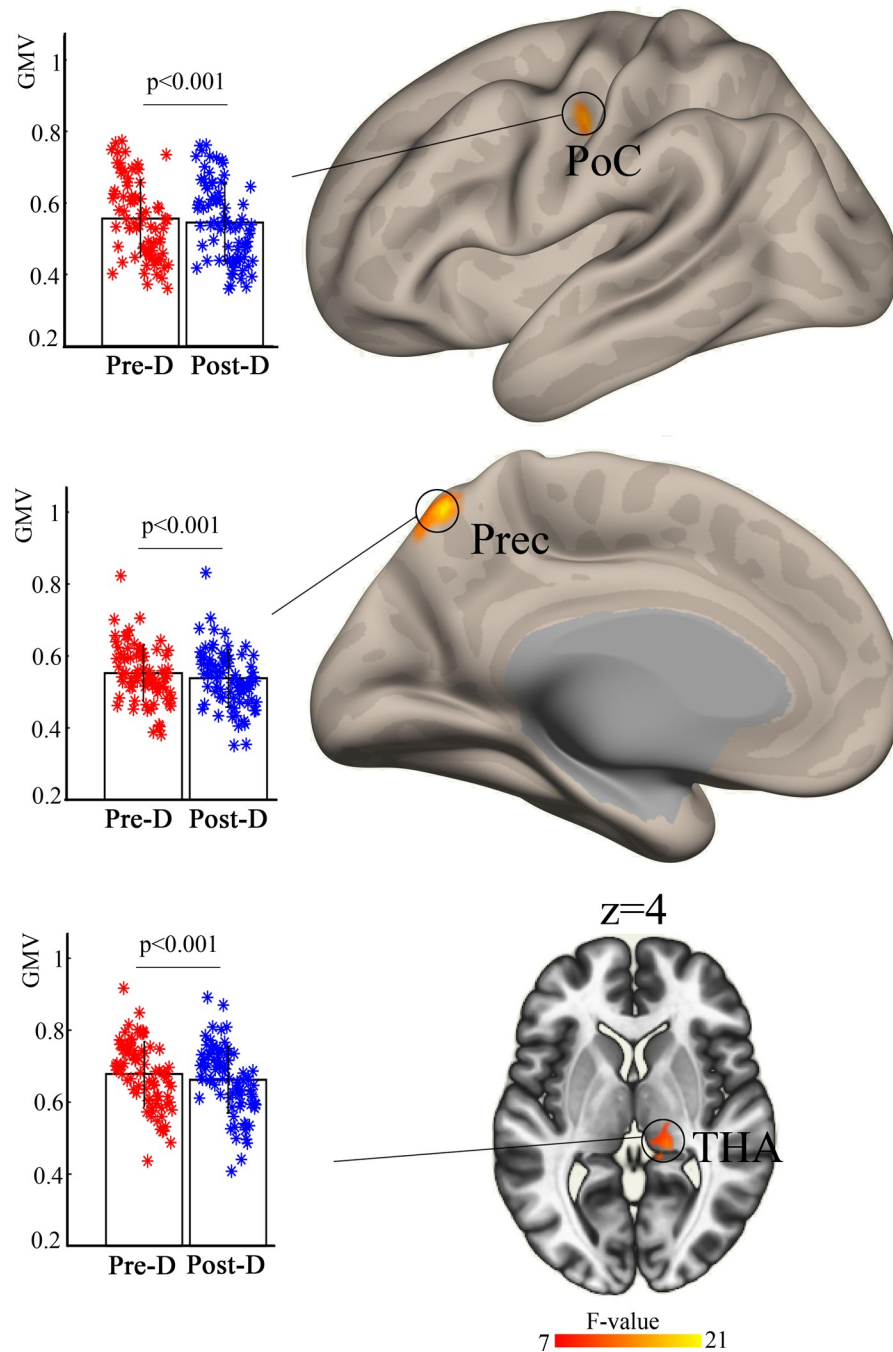 GMV
1
0.8
0.6
0.4
0.2
p<0.001
Pre-D Post-D
PoC
GMV
1
0.8
0.6
0.4
0.2
p<0.001
Pre-D Post-D
Prec
GMV
1
0.8
0.6
0.4
0.2
p<0.001
Pre-D Post-D
z=4
THA
F-value
7 21